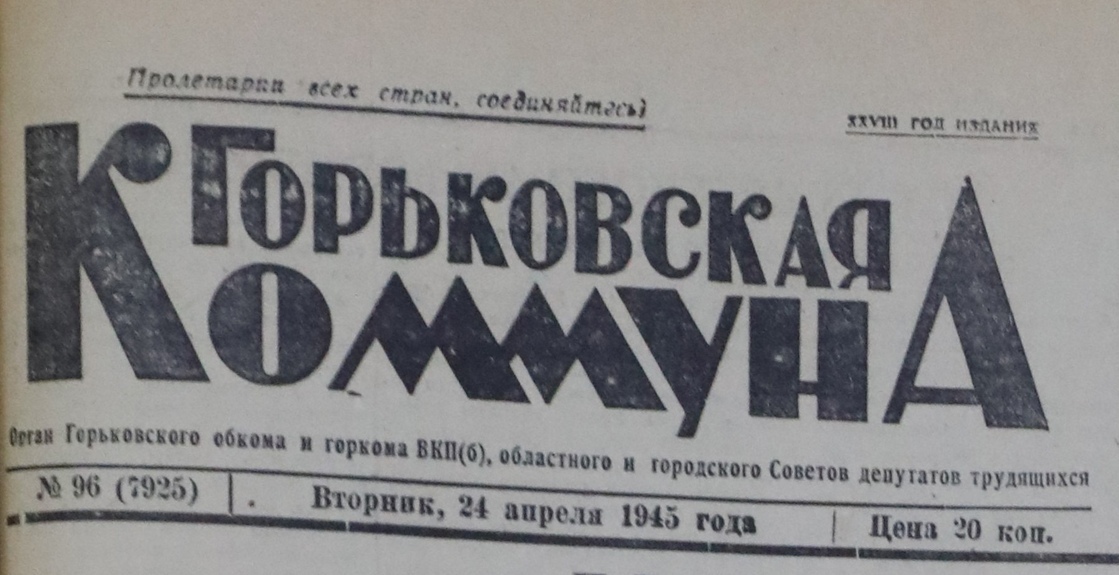 Пролетарии всех стран, соединяйтесь!
XXVIII ГОД ИЗДАНИЯ
ГОРЬКОВСКАЯ
КОММУНА
Орган Горьковского обкома и горкома ВКП(б), областного и городского Советов депутатов трудящихся
№ 96 (7925) Вторник, 24 апреля 1945 года Цена 20 коп.